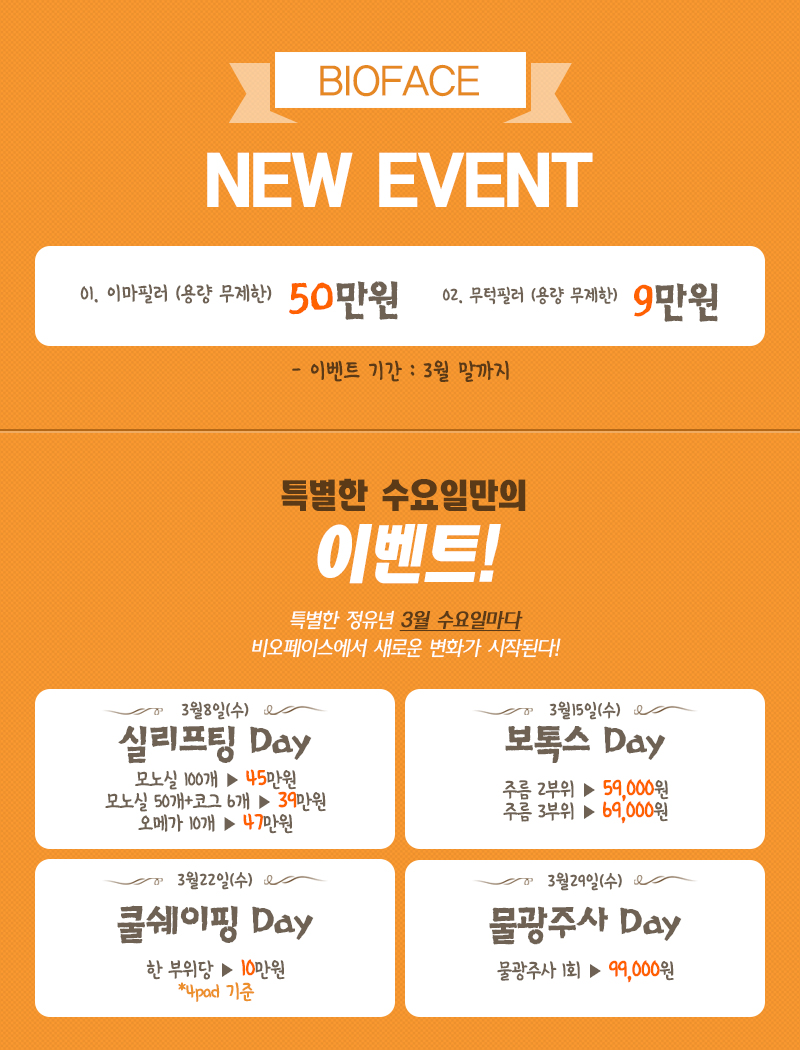 BIOFACE
NEW EVENT
01. 이마필러 (용량 무제한) 50만원
02. 무턱필러 (용량 무제한) 9만원
- 이벤트 기간 : 3월 말까지
특별한 수요일만의
이벤트!
특별한 정유년 3월 수요일마다
비오페이스에서 새로운 변화가 시작된다!
3월8일(수)
실리프팅 Day
모노실 100개 ▶ 45만원
모노실 50개+코그 6개 ▶ 39만원
오메가 10개 ▶ 47만원
3월15일(수)
보톡스 Day
주름 2부위 ▶ 59,000원
주름 3부위 ▶ 69,000원
3월22일(수)
쿨쉐이핑 Day
한 부위당 ▶ 10만원
*4pad 기준
3월29일(수)
물광주사 Day
물광주사 1회 ▶ 99,000원